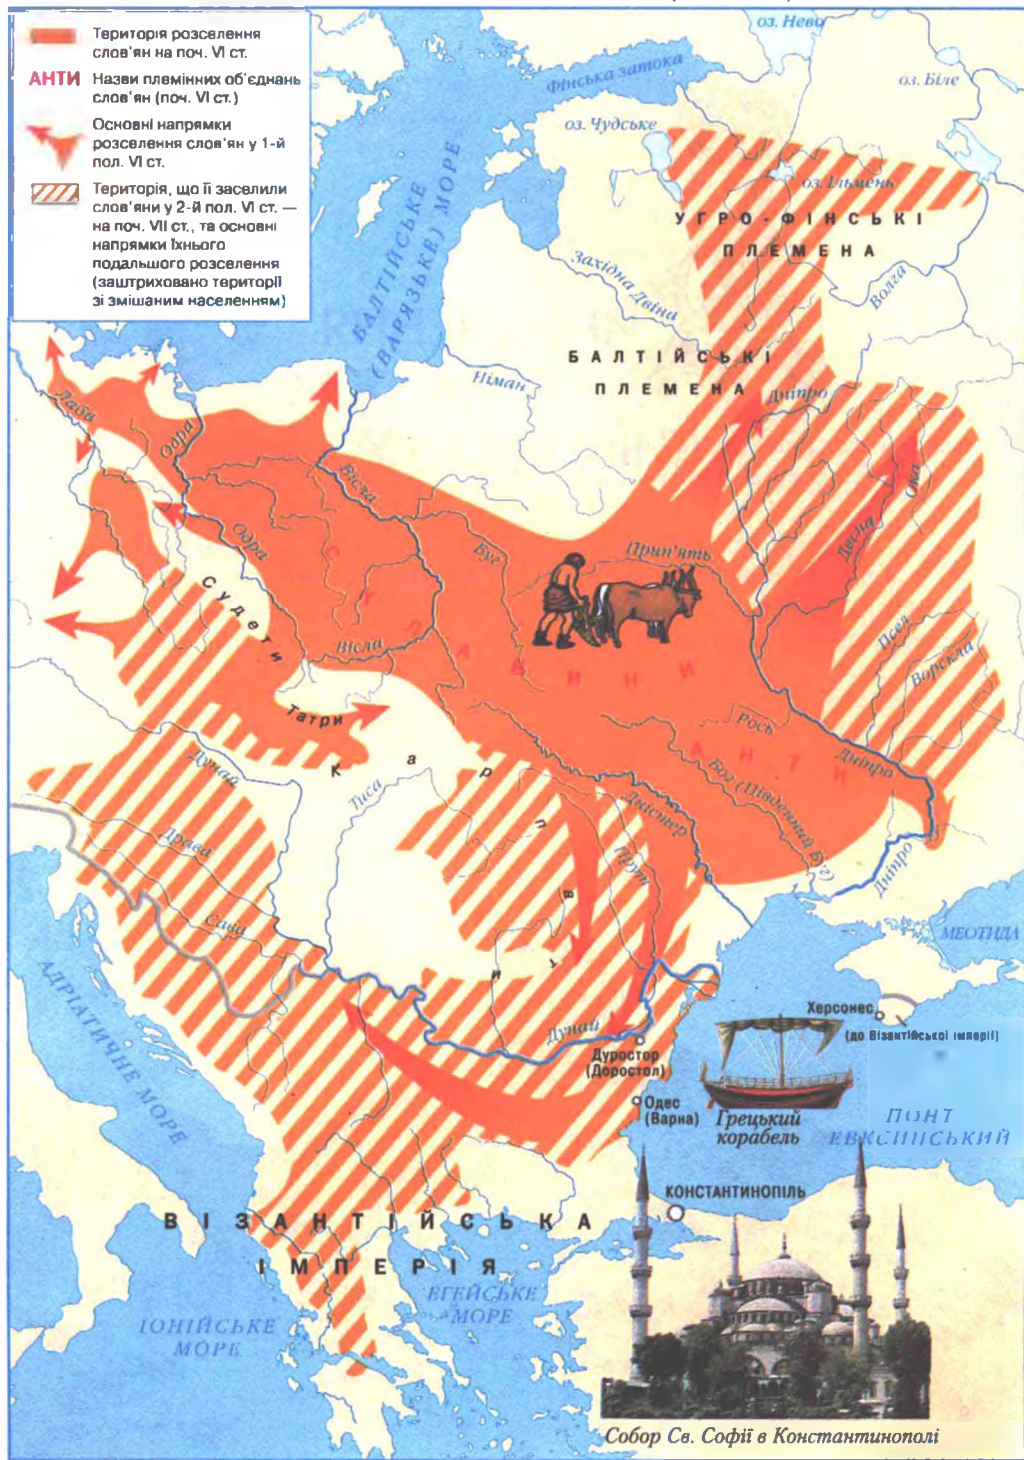 Територія розселення
слов'ян на поч. VI ст.
АНТИ
Назви племінних об'єднань
слов'ян (поч. VI ст.)
Основні напрямки
розселення слов'ян у 1-й
пол. VI ст.
Територія, що її заселили
слов'яни у 2-й пол. VI ст. —
на поч. VII ст., та основні
напрямки їхнього
подальшого розселення
(заштриховано території
зі змішаним населенням)
оз. Нево
Фінська затока
оз. Біле
оз. Чудське
оз. Ільмень
УГРО-ФІНСЬКІ
ПЛЕМЕНА
БАЛТІЙСЬКЕ
(ВАРЯЗЬКЕ) МОРЕ
Західна Двіна
Волга
БАЛТІЙСЬКІ
ПЛЕМЕНА
Німан
Дніпро
Лаба
Одра
Вісла
Ока
Десна
Одра
Буг
Прип'ять
Судети
СКЛАВИНИ
Псел
Ворскла
Вісла
Татри
Рось
АНТИ
Дніпро
Карпати
Бог (Південний Буг)
Дунай
Тиса
Дністер
Прут
Дніпро
Драва
Сава
МЕОТИДА
АДРІАТИЧНЕ МОРЕ
Херсонес
(до Візантійської імперії)
Дунай
Дуростор
(Доростол)
Одес
(Варна)
Грецький
корабель
ПОНТ
ЕВКСИНСЬКИЙ
КОНСТАНТИНОПІЛЬ
ВІЗАНТІЙСЬКА
ІМПЕРІЯ
ЕГЕЙСЬКЕ
МОРЕ
ІОНІЙСЬКЕ
МОРЕ
Собор Св. Софії в Константинополі